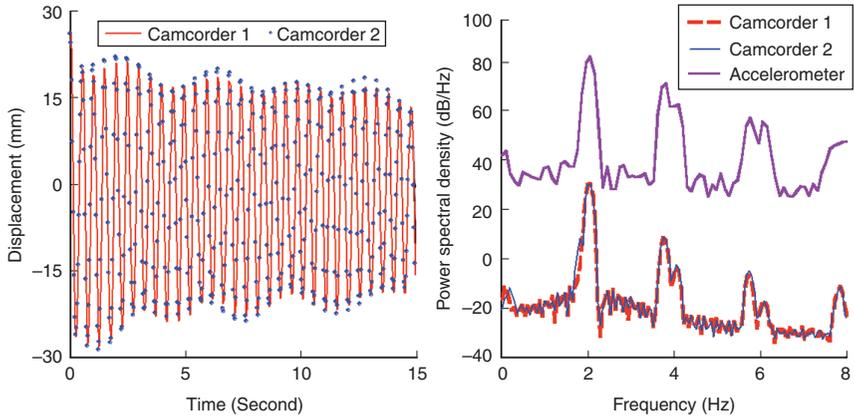 Camcorder 1 Camcorder 2
30
15
0
–15
–30
Displacement (mm)
0 5 10 15
Time (Second)
Camcorder 1
Camcorder 2
Accelerometer
100
80
60
40
20
0
–20
–40
Power spectral density (dB/Hz)
0 2 4 6 8
Frequency (Hz)